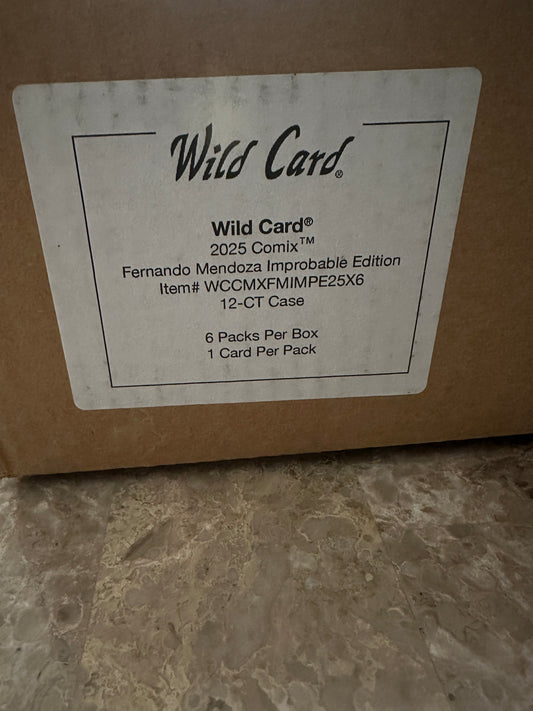 Wild Card®
Wild Card®
2025 Comix™
Fernando Mendoza Improbable Edition
Item# WCCMXFMIMPE25X6
12-CT Case
6 Packs Per Box
1 Card Per Pack